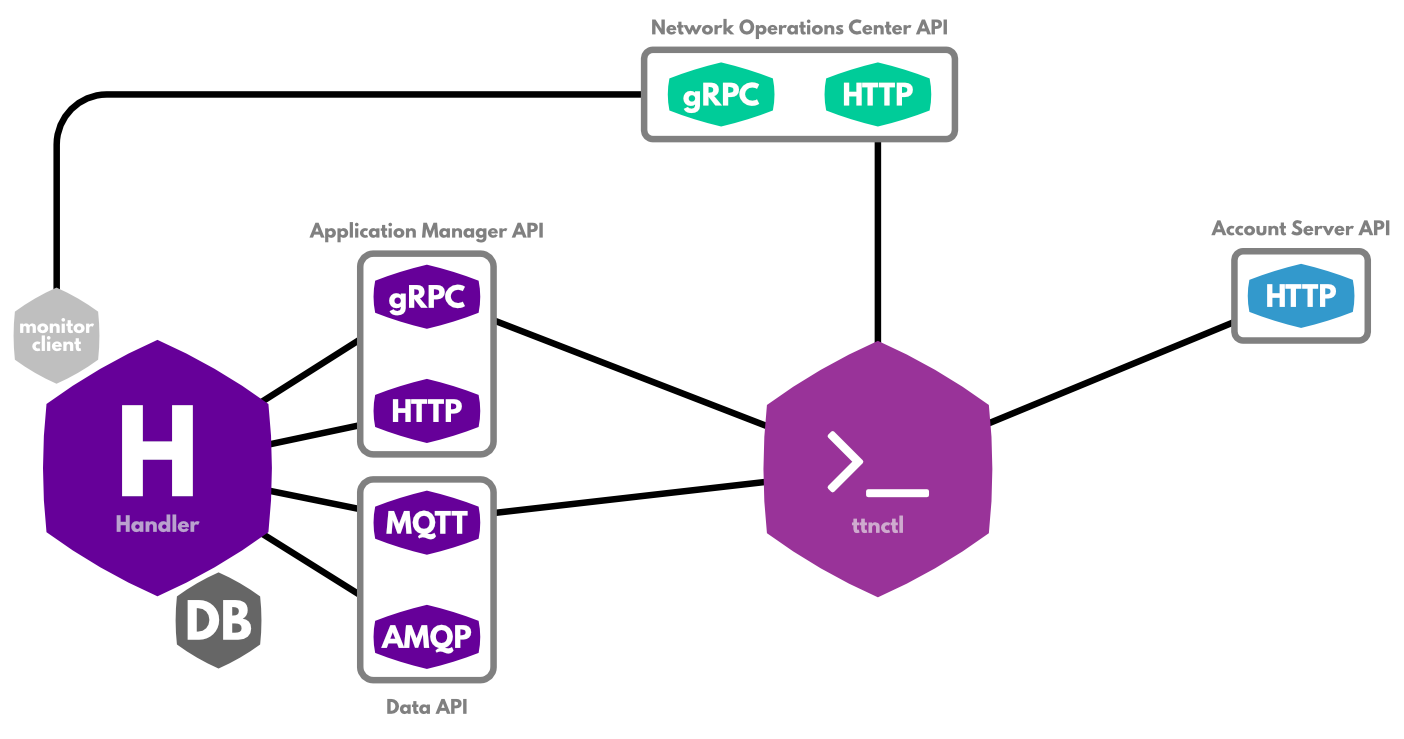 Network Operations Center API
gRPC
HTTP
Application Manager API
Account Server API
gRPC
HTTP
monitor
client
HTTP
H
Handler
>_
ttnctl
MQTT
DB
AMQP
Data API